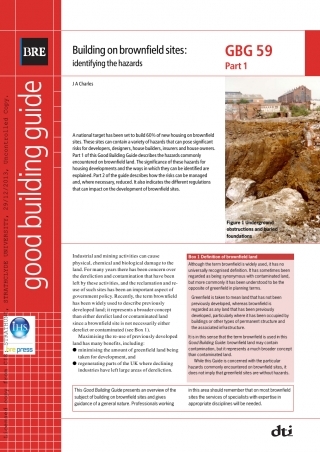 BRE
Building on brownfield sites:
identifying the hazards
GBG 59
Part 1
J A Charles
good building guide
A national target has been set to build 60% of new housing on brownfield
sites. These sites can contain a variety of hazards that can pose significant
risks for developers, designers, house builders, insurers and house owners.
Part 1 of this Good Building Guide describes the hazards commonly
encountered on brownfield land. The significance of these hazards for
housing developments and the ways in which they can be identified are
explained. Part 2 of the guide describes how the risks can be managed
and, where necessary, reduced. It also indicates the different regulations
that can impact on the development of brownfield sites.
Figure 1 Underground
obstructions and buried
foundations
Industrial and mining activities can cause
physical, chemical and biological damage to the
land. For many years there has been concern over
the dereliction and contamination that have been
left by these activities, and the reclamation and re-
use of such sites has been an important aspect of
government policy. Recently, the term brownfield
has been widely used to describe previously
developed land; it represents a broader concept
than either derelict land or contaminated land
since a brownfield site is not necessarily either
derelict or contaminated (see Box 1).
Maximising the re-use of previously developed
land has many benefits, including:
● minimising the amount of greenfield land being
taken for development, and
● regenerating parts of the UK where declining
industries have left large areas of dereliction.
Box 1 Definition of brownfield land
Although the term brownfield is widely used, it has no
universally recognised definition. It has sometimes been
regarded as being synonymous with contaminated land,
but more commonly it has been understood to be the
opposite of greenfield in planning terms.
Greenfield is taken to mean land that has not been
previously developed, whereas brownfield is
regarded as any land that has been previously
developed, particularly where it has been occupied by
buildings or other types of permanent structure and
the associated infrastructure.
It is in this sense that the term brownfield is used in this
Good Building Guide: brownfield land may contain
contamination, but it represents a much broader concept
than contaminated land.
While this Guide is concerned with the particular
hazards commonly encountered on brownfield sites, it
does not imply that greenfield sites are without hazards.
This Good Building Guide presents an overview of the
subject of building on brownfield sites and gives
guidance of a general nature. Professionals working
in this area should remember that on most brownfield
sites the services of specialists with expertise in
appropriate disciplines will be needed.
IHS
bre press
dti
STRATHCLYDE UNIVERSITY, 29/11/2013, Uncontrolled Copy.